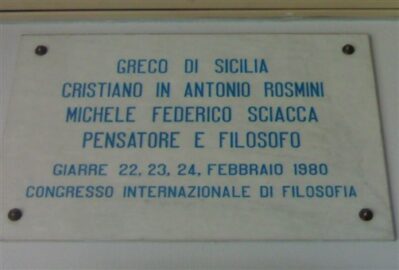 GRECO DI SICILIA
CRISTIANO IN ANTONIO ROSMINI
MICHELE FEDERICO SCIACCA
PENSATORE E FILOSOFO
GIARRE 22, 23, 24, FEBBRAIO 1980
CONGRESSO INTERNAZIONALE DI FILOSOFIA